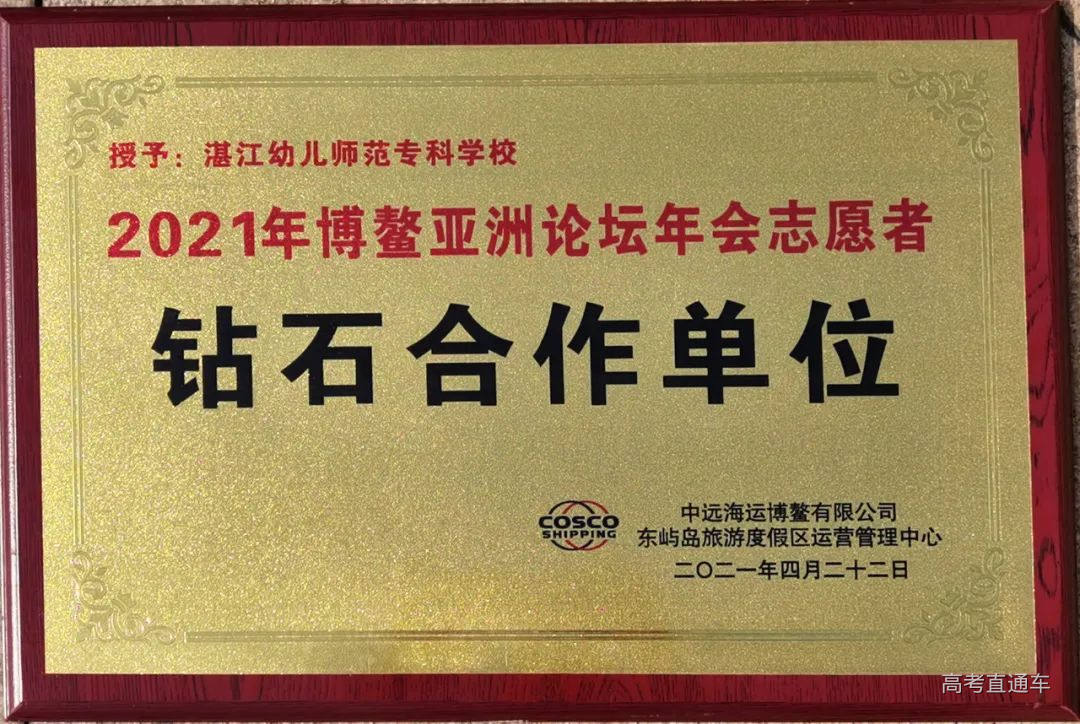 授予：湛江幼儿师范专科学校
2021年博鳌亚洲论坛年会志愿者
钻石合作单位
COSCO
SHIPPING
中远海运博鳌有限公司
东屿岛旅游度假区运营管理中心
二〇二一年四月二十二日
高考直通车